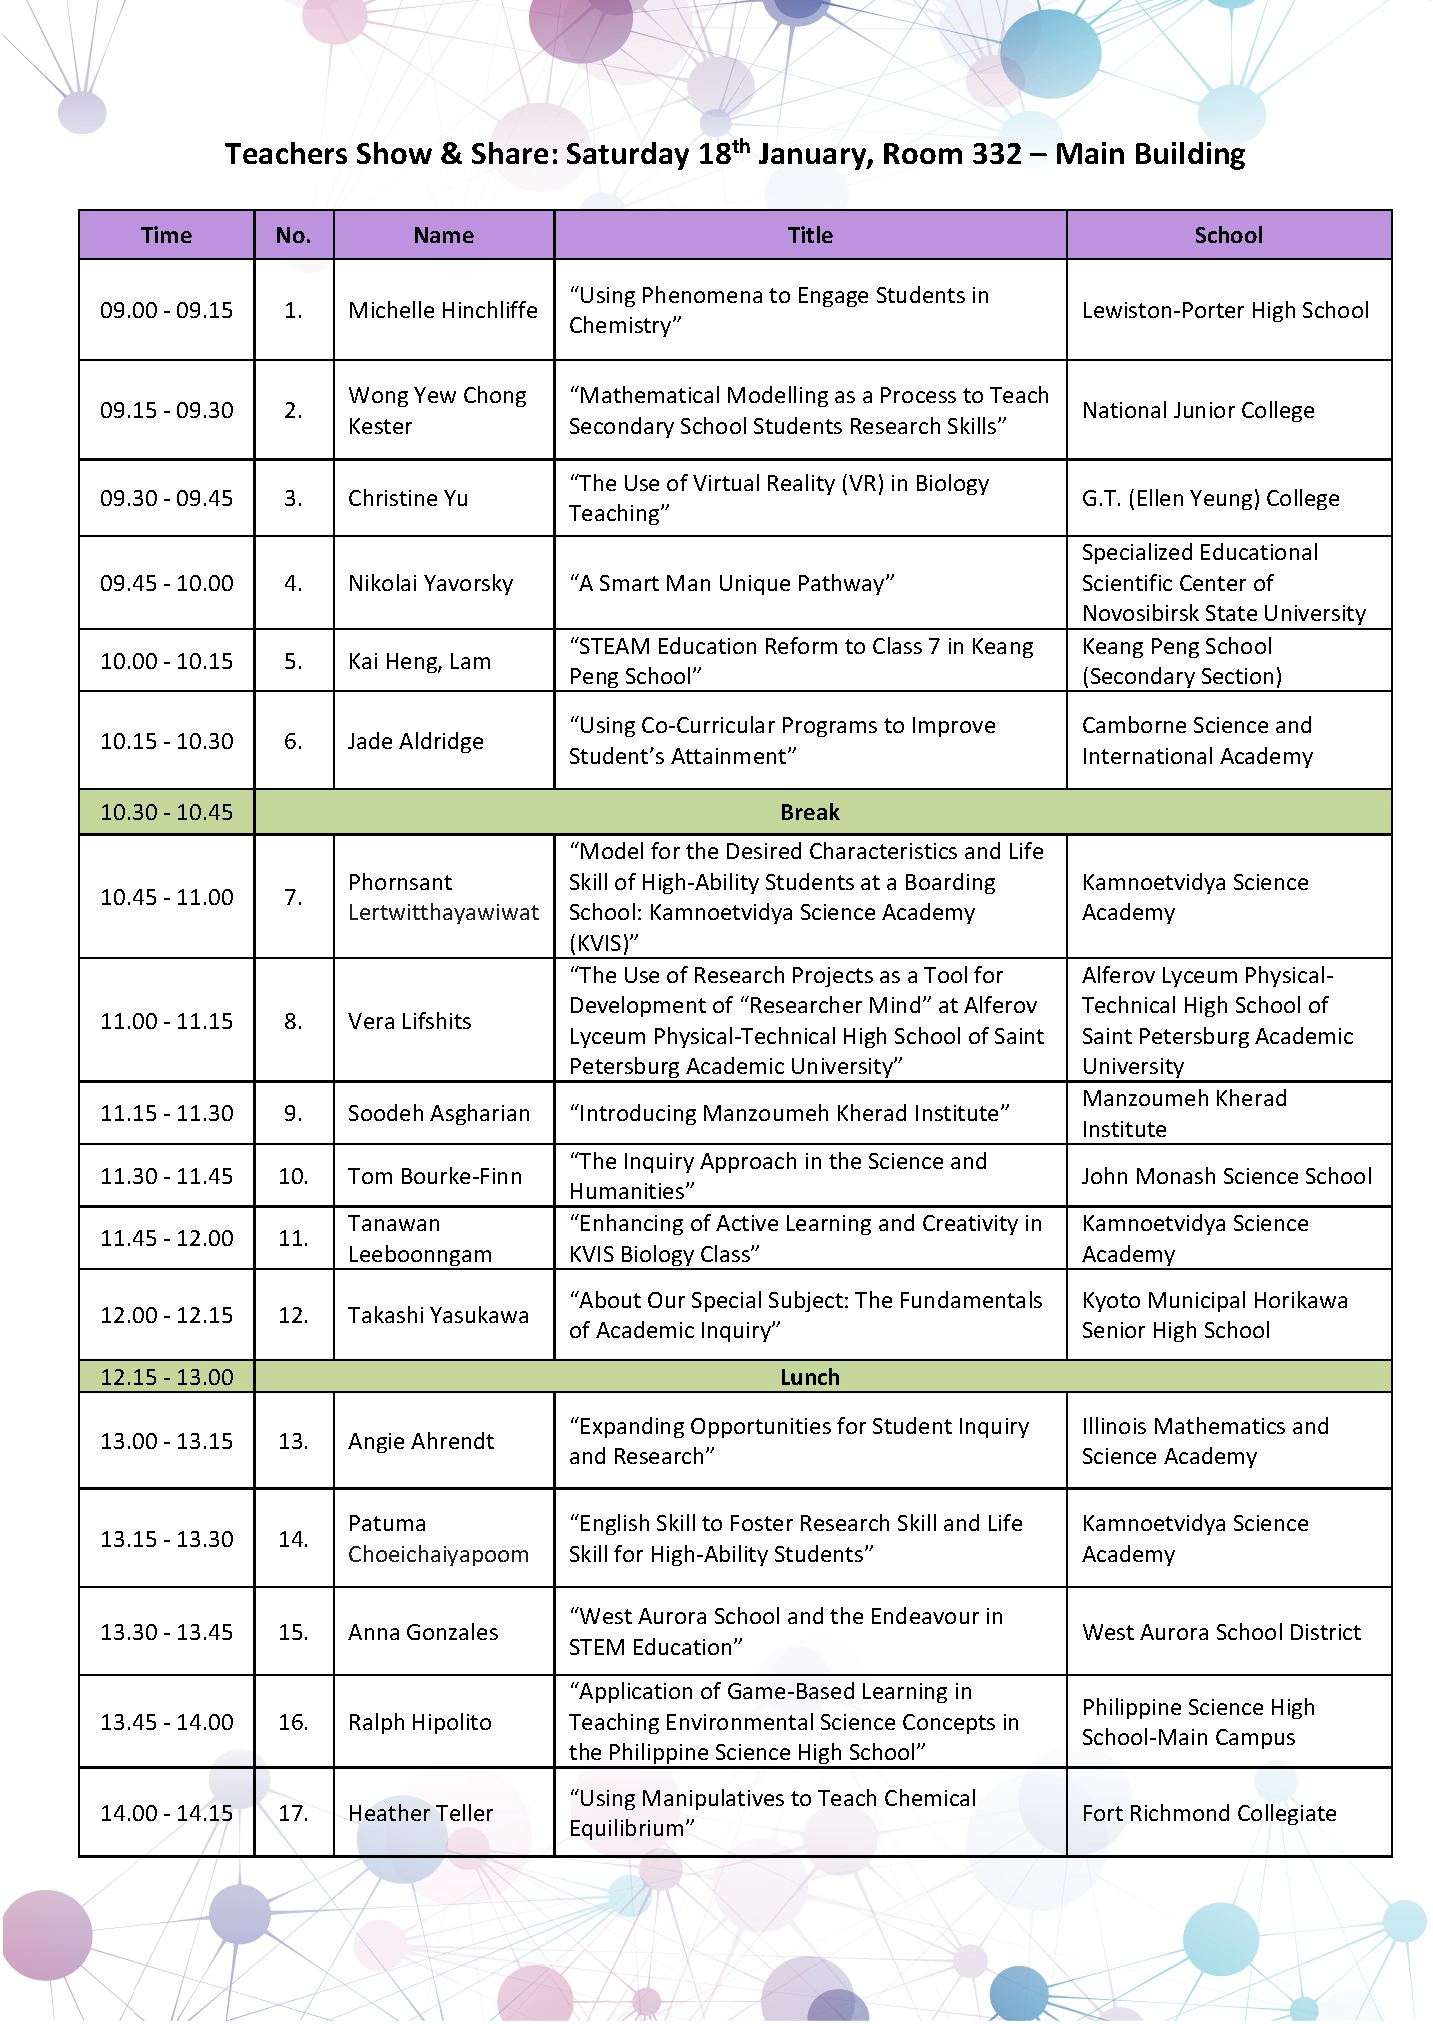 Teachers Show & Share: Saturday 18th January, Room 332 – Main Building
Time No. Name Title School
09.00 - 09.15 1. Michelle Hinchliffe “Using Phenomena to Engage Students in
Chemistry” Lewiston-Porter High School
09.15 - 09.30 2. Wong Yew Chong
Kester “Mathematical Modelling as a Process to Teach
Secondary School Students Research Skills” National Junior College
09.30 - 09.45 3. Christine Yu “The Use of Virtual Reality (VR) in Biology
Teaching” G.T. (Ellen Yeung) College
09.45 - 10.00 4. Nikolai Yavorsky “A Smart Man Unique Pathway” Specialized Educational
Scientific Center of
Novosibirsk State University
10.00 - 10.15 5. Kai Heng, Lam “STEAM Education Reform to Class 7 in Keang
Peng School” Keang Peng School
(Secondary Section)
10.15 - 10.30 6. Jade Aldridge “Using Co-Curricular Programs to Improve
Student’s Attainment” Camborne Science and
International Academy
10.30 - 10.45 Break
10.45 - 11.00 7. Phornsant
Lertwitthayawiwat “Model for the Desired Characteristics and Life
Skill of High-Ability Students at a Boarding
School: Kamnoetvidya Science Academy
(KVIS)” Kamnoetvidya Science
Academy
11.00 - 11.15 8. Vera Lifshits “The Use of Research Projects as a Tool for
Development of “Researcher Mind” at Alferov
Lyceum Physical-Technical High School of Saint
Petersburg Academic University” Alferov Lyceum Physical-
Technical High School of
Saint Petersburg Academic
University
11.15 - 11.30 9. Soodeh Asgharian “Introducing Manzoumeh Kherad Institute” Manzoumeh Kherad
Institute
11.30 - 11.45 10. Tom Bourke-Finn “The Inquiry Approach in the Science and
Humanities” John Monash Science School
11.45 - 12.00 11. Tanawan
Leeboonngam “Enhancing of Active Learning and Creativity in
KVIS Biology Class” Kamnoetvidya Science
Academy
12.00 - 12.15 12. Takashi Yasukawa “About Our Special Subject: The Fundamentals
of Academic Inquiry” Kyoto Municipal Horikawa
Senior High School
12.15 - 13.00 Lunch
13.00 - 13.15 13. Angie Ahrendt “Expanding Opportunities for Student Inquiry
and Research” Illinois Mathematics and
Science Academy
13.15 - 13.30 14. Patuma
Choeichaiyapoom “English Skill to Foster Research Skill and Life
Skill for High-Ability Students” Kamnoetvidya Science
Academy
13.30 - 13.45 15. Anna Gonzales “West Aurora School and the Endeavour in
STEM Education” West Aurora School District
13.45 - 14.00 16. Ralph Hipolito “Application of Game-Based Learning in
Teaching Environmental Science Concepts in
the Philippine Science High School” Philippine Science High
School-Main Campus
14.00 - 14.15 17. Heather Teller “Using Manipulatives to Teach Chemical
Equilibrium” Fort Richmond Collegiate